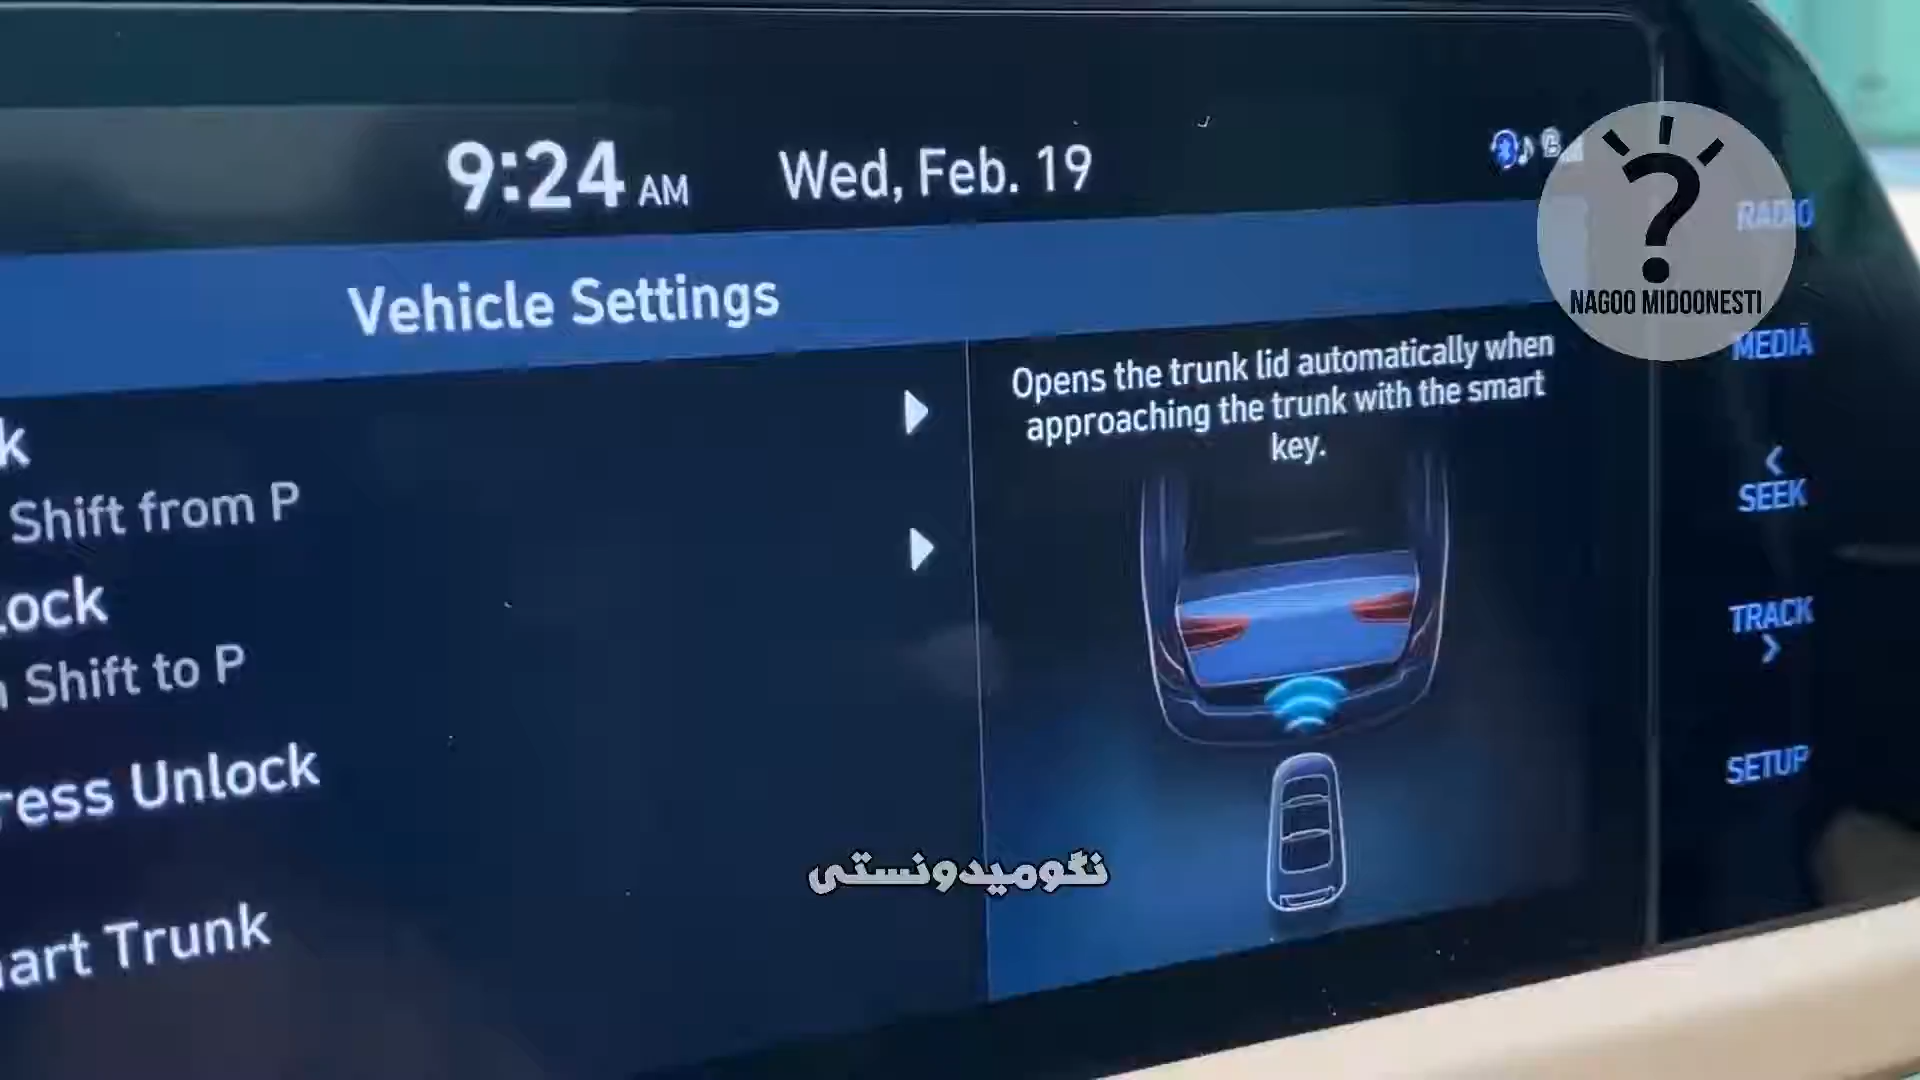 9:24 AM Wed, Feb. 19
RADIO
Vehicle Settings
NAGOO MIDOONESTI
MEDIA
Opens the trunk lid automatically when
approaching the trunk with the smart
key.
k
Shift from P
SEEK
ock
Shift to P
TRACK
ress Unlock
SETUP
نگومیدونستی
art Trunk